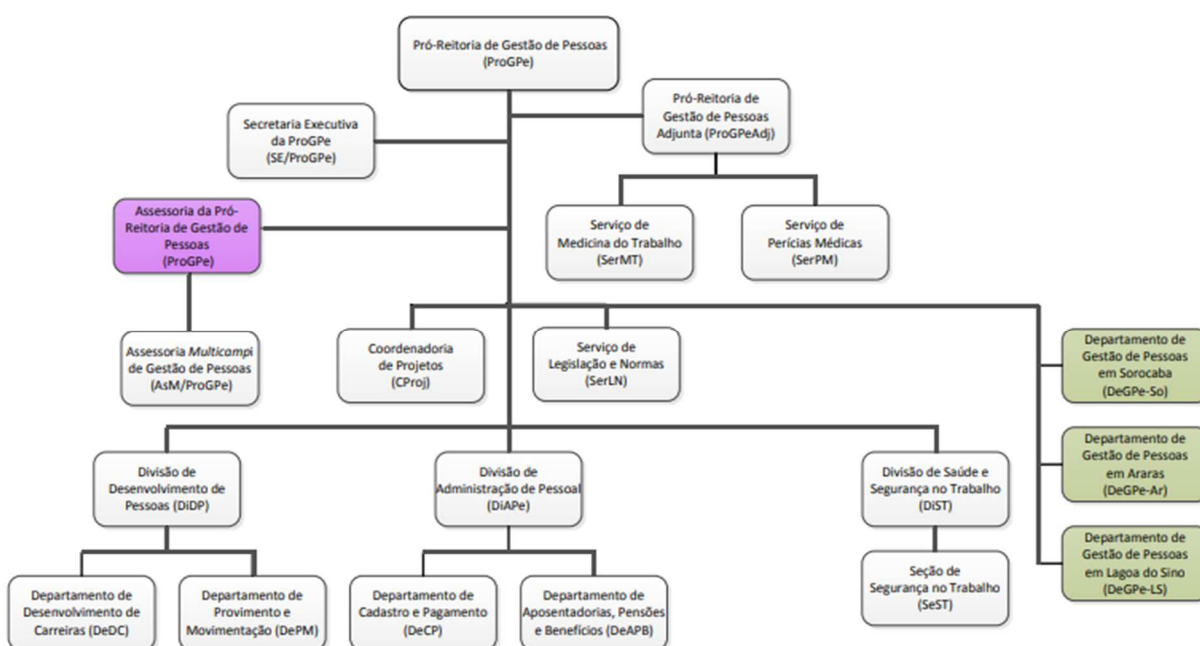 Pró-Reitoria de Gestão de Pessoas
(ProGPe)
Pró-Reitoria de
Gestão de Pessoas
Adjunta (ProGPeAdj)
Secretaria Executiva
da ProGPe
(SE/ProGPe)
Assessoria da Pró-
Reitoria de Gestão de
Pessoas
(ProGPe)
Serviço de
Medicina do Trabalho
(SerMT)
Serviço de
Perícias Médicas
(SerPM)
Assessoria Multicampi
de Gestão de Pessoas
(AsM/ProGPe)
Coordenadoria
de Projetos
(CProj)
Serviço de
Legislação e Normas
(SerLN)
Departamento de
Gestão de Pessoas
em Sorocaba
(DeGPe-So)
Departamento de
Gestão de Pessoas
em Araras
(DeGPe-Ar)
Departamento de
Gestão de Pessoas
em Lagoa do Sino
(DeGPe-LS)
Divisão de
Desenvolvimento de
Pessoas (DiDP)
Divisão de
Administração de Pessoal
(DiAPe)
Divisão de Saúde e
Segurança no Trabalho
(DiST)
Departamento de
Desenvolvimento de
Carreiras (DeDC)
Departamento de
Provimento e
Movimentação (DePM)
Departamento de
Cadastro e Pagamento
(DeCP)
Departamento de
Aposentadorias, Pensões
e Benefícios (DeAPB)
Seção de
Segurança no Trabalho
(SeST)